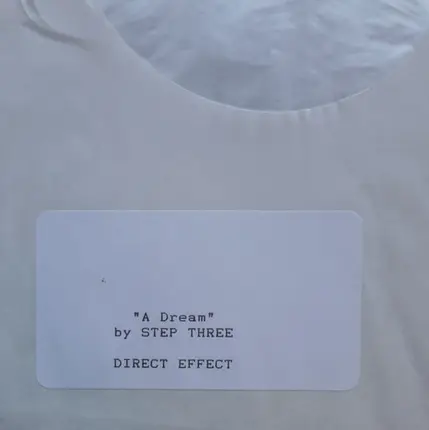 "A Dream"
by STEP THREE
DIRECT EFFECT